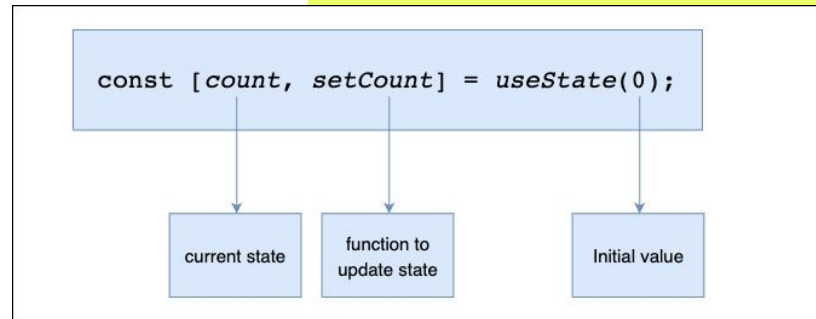 const [count, setCount] = useState(0);
current state
function to
update state
Initial value